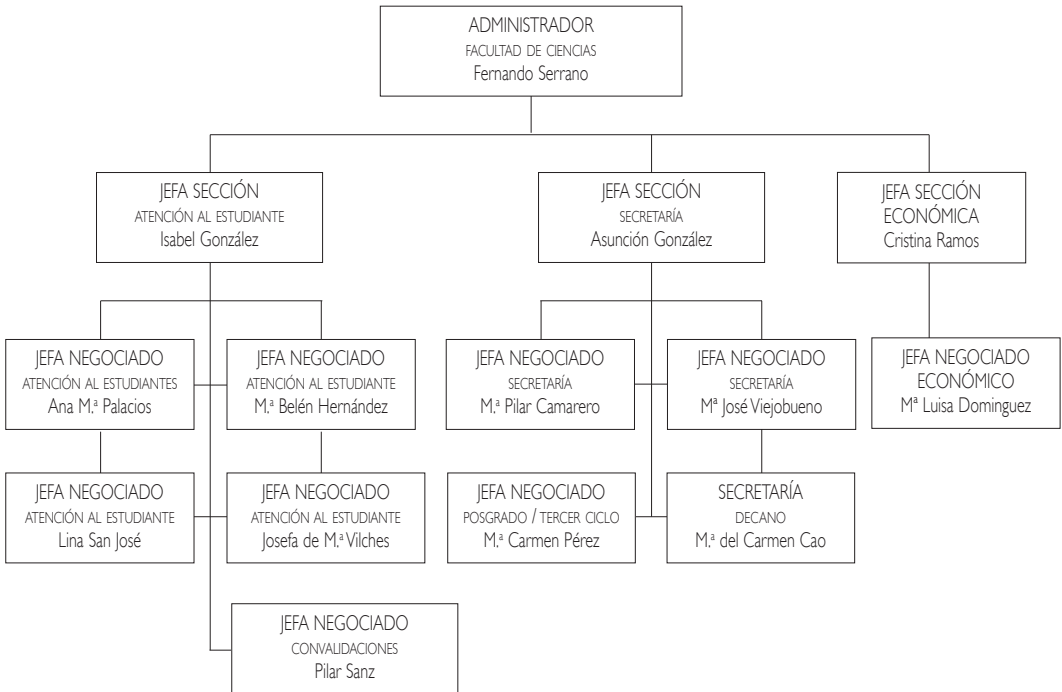 ADMINISTRADOR
FACULTAD DE CIENCIAS
Fernando Serrano
JEFA SECCIÓN
ATENCIÓN AL ESTUDIANTE
Isabel González
JEFA SECCIÓN
SECRETARÍA
Asunción González
JEFA SECCIÓN
ECONÓMICA
Cristina Ramos
JEFA NEGOCIADO
ATENCIÓN AL ESTUDIANTES
Ana M.ª Palacios
JEFA NEGOCIADO
ATENCIÓN AL ESTUDIANTE
M.ª Belén Hernández
JEFA NEGOCIADO
SECRETARÍA
M.ª Pilar Camarero
JEFA NEGOCIADO
SECRETARÍA
Mª José Viejobueno
JEFA NEGOCIADO
ECONÓMICO
Mª Luisa Dominguez
JEFA NEGOCIADO
ATENCIÓN AL ESTUDIANTE
Lina San José
JEFA NEGOCIADO
ATENCIÓN AL ESTUDIANTE
Josefa de M.ª Vilches
JEFA NEGOCIADO
POSGRADO / TERCER CICLO
M.ª Carmen Pérez
SECRETARÍA
DECANO
M.ª del Carmen Cao
JEFA NEGOCIADO
CONVALIDACIONES
Pilar Sanz